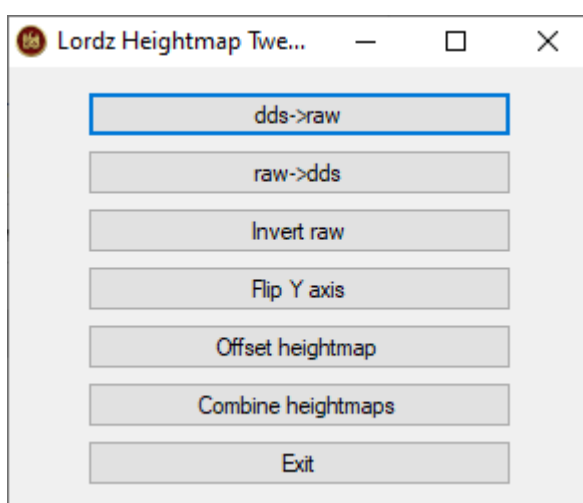 Lordz Heightmap Twe...
dds->raw
raw->dds
Invert raw
Flip Y axis
Offset heightmap
Combine heightmaps
Exit